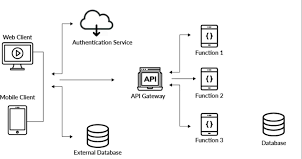 Web Client
Authentication Service
Function 1
Mobile Client
API
API Gateway
Function 2
External Database
Function 3
Database